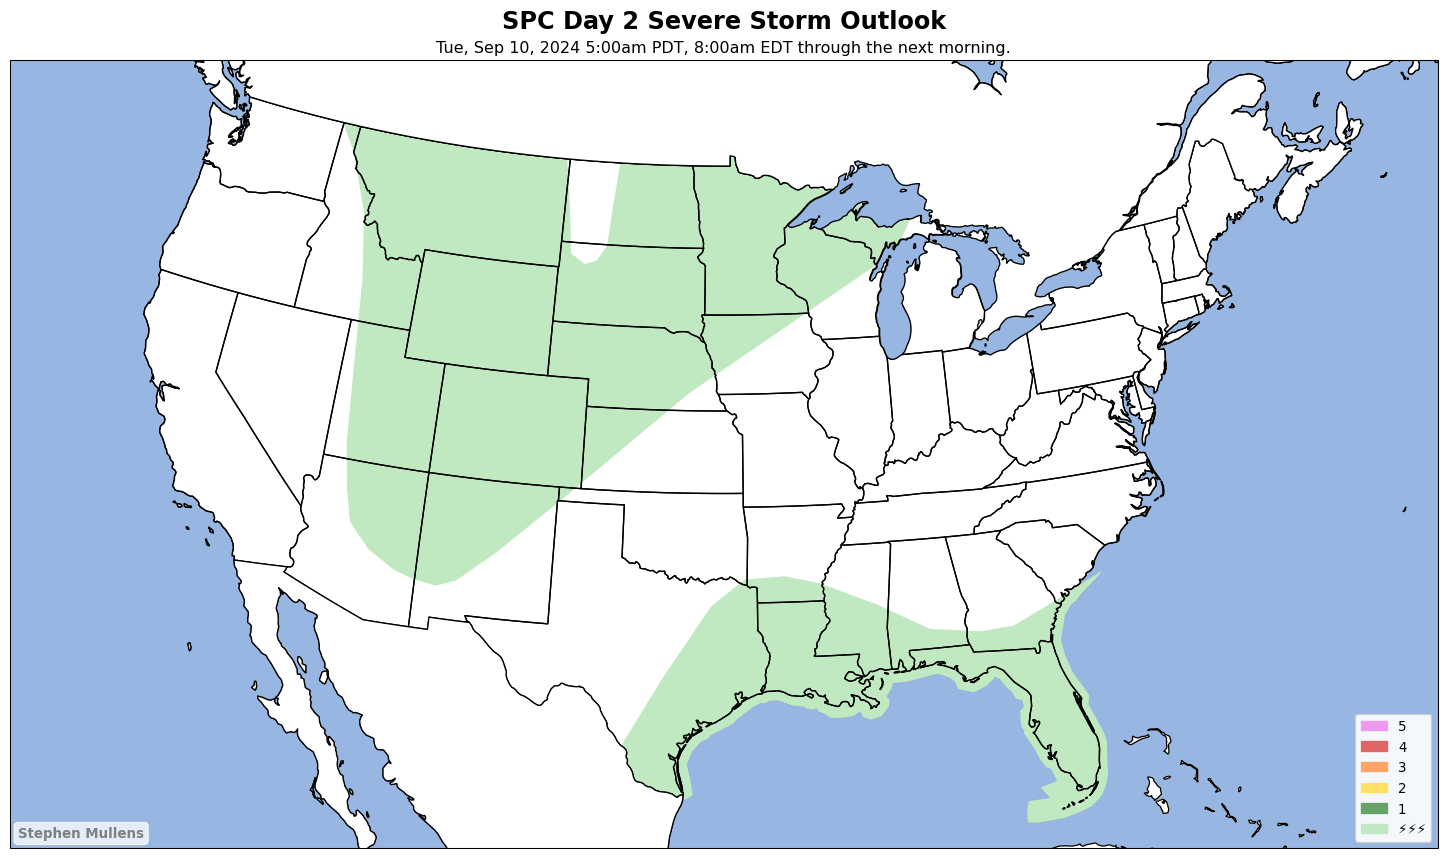 SPC Day 2 Severe Storm Outlook
Tue, Sep 10, 2024 5:00am PDT, 8:00am EDT through the next morning.
5
4
3
2
1
⚡⚡⚡
Stephen Mullens